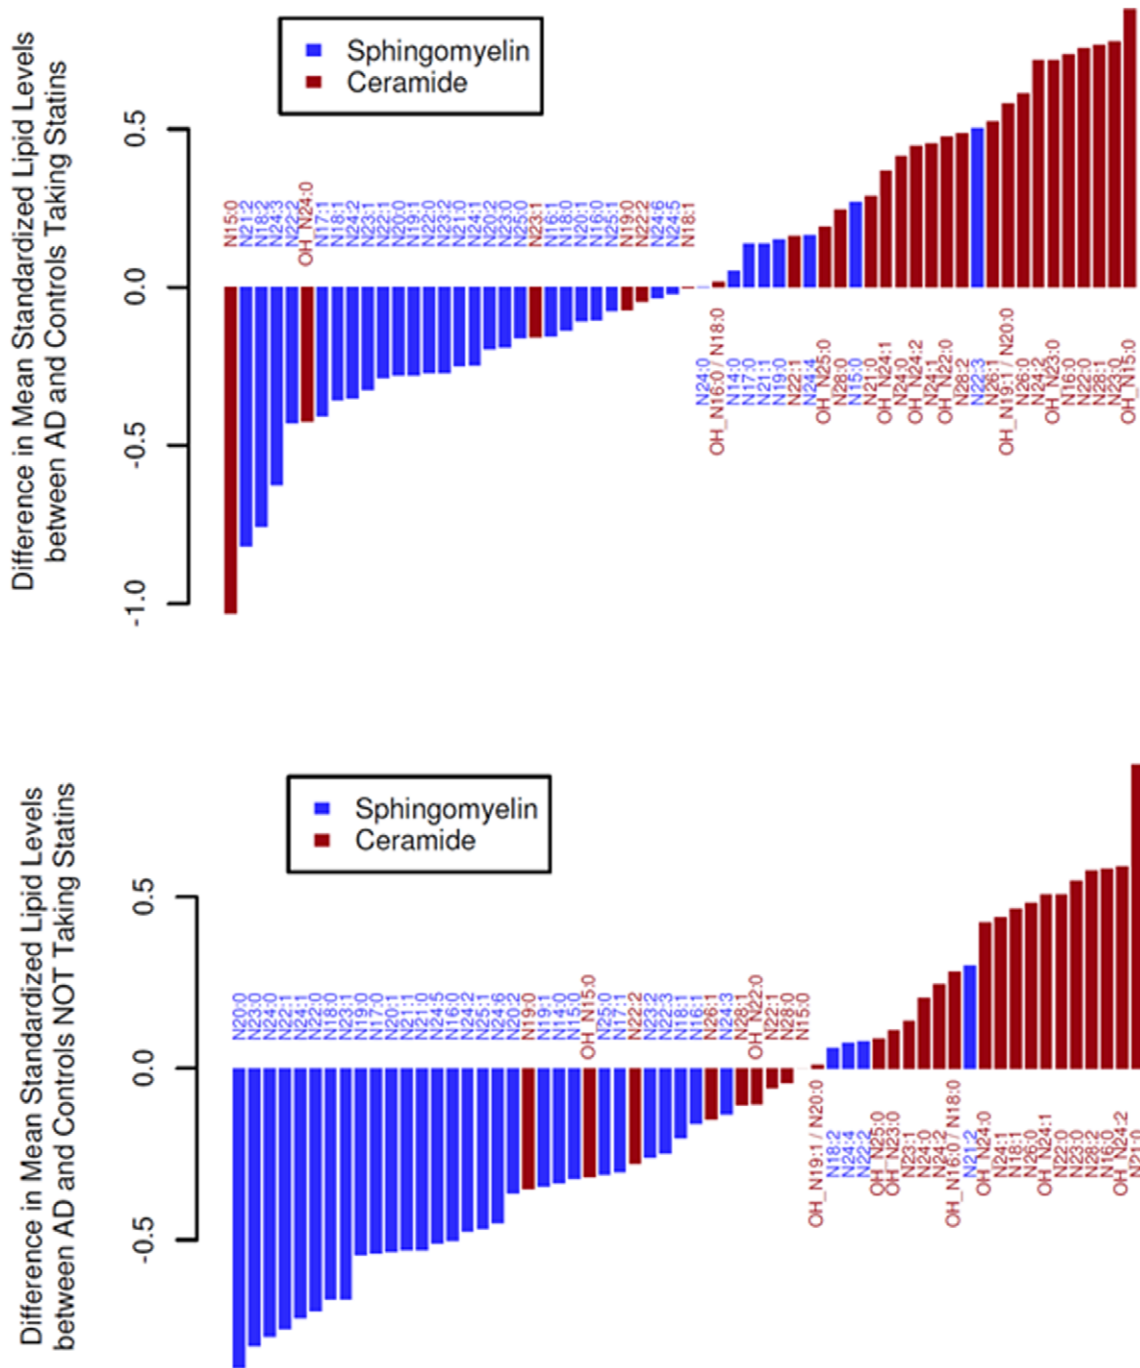 Difference in Mean Standardized Lipid Levels
between AD and Controls Taking Statins
Sphingomyelin
Ceramide
0.5
0.0
-0.5
-1.0
N15:0
N21:2
N18:2
N24:3
N22:2
OH_N24:0
N17:1
N18:1
N24:2
N23:1
N22:1
N20:0
N19:1
N22:0
N23:2
N21:0
N24:1
N20:2
N23:0
N25:0
N23:1
N16:1
N18:0
N20:1
N16:0
N25:1
N19:0
N22:2
N24:6
N24:5
N18:1
N24:0
OH_N16:0 / N18:0
N14:0
N17:0
N21:1
N19:0
N22:1
N24:4
OH_N25:0
N28:0
N15:0
N21:0
OH_N24:1
N24:0
OH_N24:2
N24:1
OH_N22:0
N28:2
N22:3
N26:1
OH_N19:1 / N20:0
N26:0
N24:2
OH_N23:0
N16:0
N22:0
N28:1
N23:0
OH_N15:0
Difference in Mean Standardized Lipid Levels
between AD and Controls NOT Taking Statins
Sphingomyelin
Ceramide
0.5
0.0
-0.5
N20:0
N23:0
N24:0
N22:1
N24:1
N22:0
N18:0
N23:1
N19:0
N17:0
N20:1
N21:1
N21:0
N24:5
N16:0
N24:2
N25:1
N24:6
N20:2
N19:0
N19:1
N14:0
N15:0
OH_N15:0
N25:0
N17:1
N22:2
N23:2
N22:3
N18:1
N16:1
N26:1
N24:3
N28:1
OH_N22:0
N22:1
N28:0
N15:0
OH_N19:1 / N20:0
N18:2
N24:4
N22:2
OH_N25:0
OH_N23:0
N23:1
N24:0
N24:2
OH_N16:0 / N18:0
N21:2
OH_N24:0
N24:1
N18:1
N26:0
OH_N24:1
N22:0
N23:0
N28:2
N16:0
OH_N24:2
N21:0